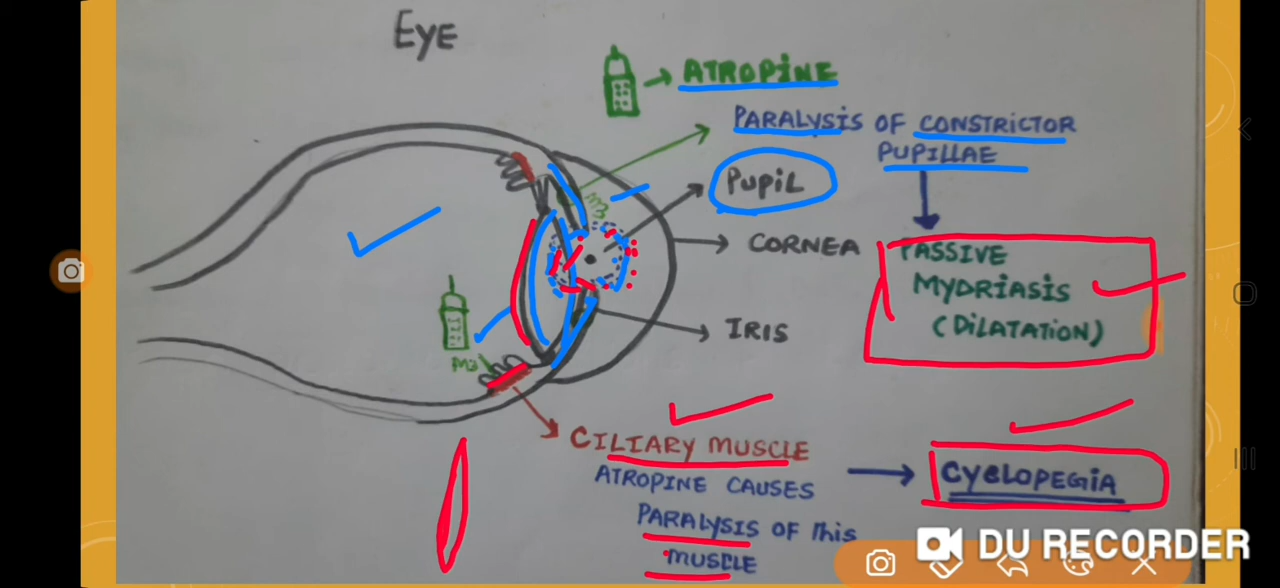 EYE
→ ATROPINE
PARALYSIS OF CONSTRICTOR
PUPILLAE
PUPIL
M3
CORNEA
PASSIVE
MYDRIASIS
(DILATATION)
IRIS
M3
CILIARY MUSCLE
ATROPINE CAUSES
PARALYSIS OF this
MUSCLE
CYCLOPEGIA
DU RECORDER